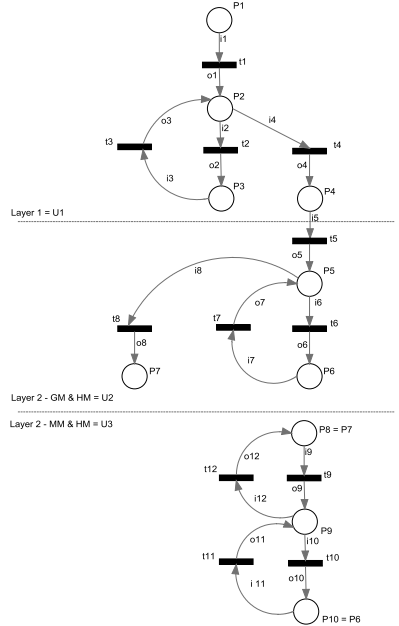 P1
i1
t1
o1
P2
i4
o3
i2
t3
t2
t4
o2
o4
i3
P3
P4
Layer 1 = U1
i5
t5
o5
i8
P5
o7
i6
t8
t7
t6
o8
o6
i7
P7
P6
Layer 2 - GM & HM = U2
Layer 2 - MM & HM = U3
P8 = P7
i9
o12
t12
t9
o9
i12
P9
o11
i10
t11
t10
i 11
o10
P10 = P6